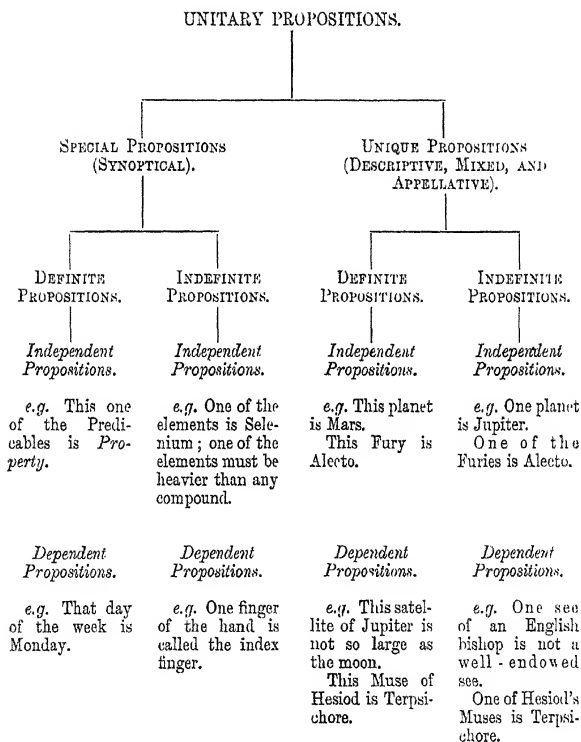 UNITARY PROPOSITIONS.
SPECIAL PROPOSITIONS
(SYNOPTICAL).
UNIQUE PROPOSITIONS
(DESCRIPTIVE, MIXED, AND
APPELLATIVE).
DEFINITE
PROPOSITIONS.
INDEFINITE
PROPOSITIONS.
DEFINITE
PROPOSITIONS.
INDEFINITE
PROPOSITIONS.
Independent
Propositions.
Independent
Propositions.
Independent
Propositions.
Independent
Propositions.
e.g. This one
of the Predi-
cables is Pro-
perty.
e.g. One of the
elements is Sele-
nium ; one of the
elements must be
heavier than any
compound.
e.g. This planet
is Mars.
This Fury is
Alecto.
e.g. One planet
is Jupiter.
One of the
Furies is Alecto.
Dependent
Propositions.
Dependent
Propositions.
Dependent
Propositions.
Dependent
Propositions.
e.g. That day
of the week is
Monday.
e.g. One finger
of the hand is
called the index
finger.
e.g. This satel-
lite of Jupiter is
not so large as
the moon.
This Muse of
Hesiod is Terpsi-
chore.
e.g. One see
of an English
bishop is not a
well-endowed
see.
One of Hesiod's
Muses is Terpsi-
chore.